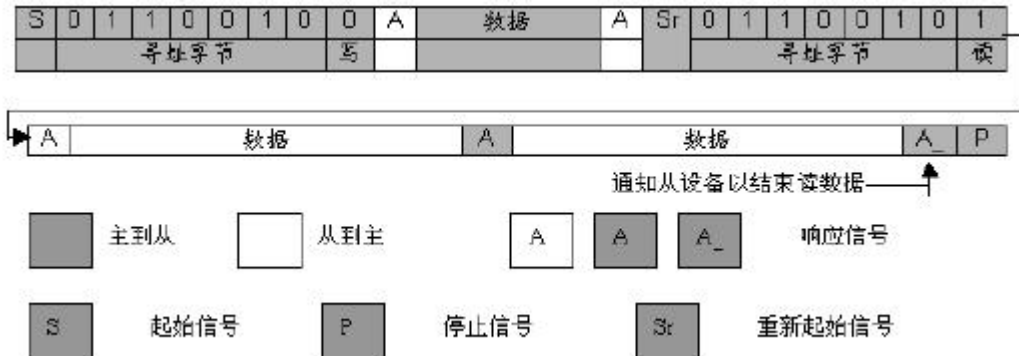 S 0 1 1 0 0 1 0 0 A 数据 A Sr 0 1 1 0 0 1 0 1
寻址字节 写 寻址字节 读
A 数据 A 数据 A_ P
通知从设备以结束读数据
主到从 从到主 A A A_ 响应信号
S 起始信号 P 停止信号 Sr 重新起始信号